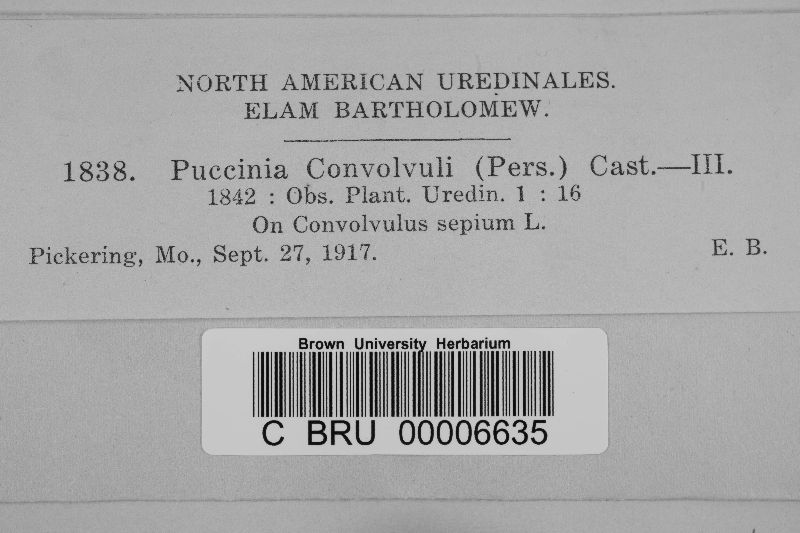 NORTH AMERICAN UREDINALES.
ELAM BARTHOLOMEW.
1838. Puccinia Convolvuli (Pers.) Cast.—III.
1842 : Obs. Plant. Uredin. 1 : 16
On Convolvulus sepium L.
Pickering, Mo., Sept. 27, 1917. E. B.
Brown University Herbarium
C BRU 00006635